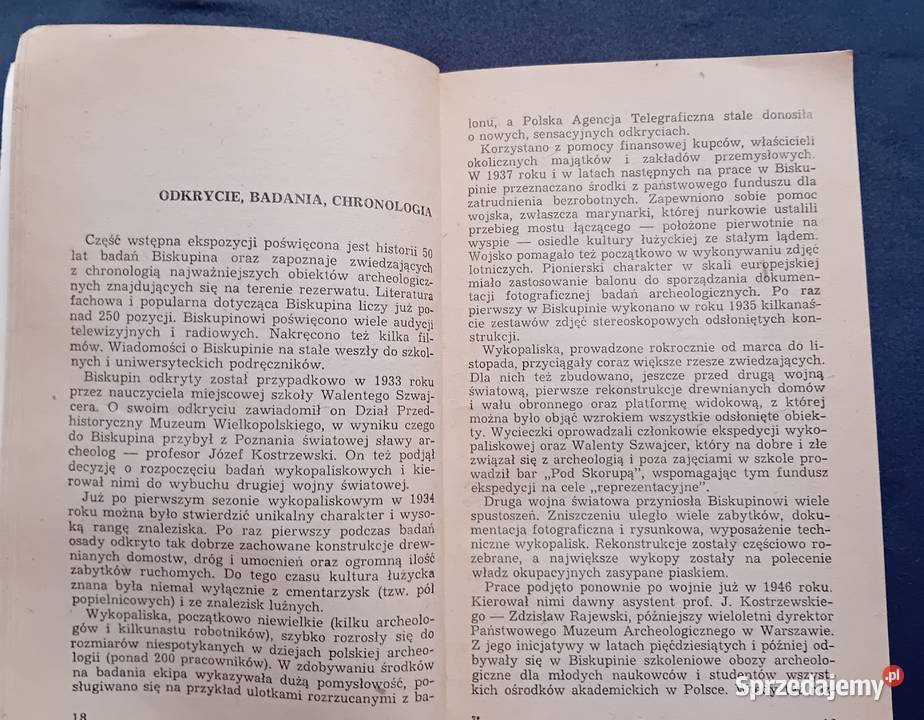 ODKRYCIE, BADANIA, CHRONOLOGIA
Część wstępna ekspozycji poświęcona jest historii 50
lat badań Biskupina oraz zapoznaje zwiedzających
z chronologią najważniejszych obiektów archeologicz-
nych znajdujących się na terenie rezerwatu. Literatura
fachowa i popularna dotycząca Biskupina liczy już po-
nad 250 pozycji. Biskupinowi poświęcono wiele audycji
telewizyjnych i radiowych. Nakręcono też kilka fil-
mów. Wiadomości o Biskupinie na stałe weszły do szkol-
nych i uniwersyteckich podręczników.
Biskupin odkryty został przypadkowo w 1933 roku
przez nauczyciela miejscowej szkoły Walentego Szwaj-
cera. O swoim odkryciu zawiadomił on Dział Przed-
historyczny Muzeum Wielkopolskiego, w wyniku czego
do Biskupina przybył z Poznania światowej sławy ar-
cheolog — profesor Józef Kostrzewski. On też podjął
decyzję o rozpoczęciu badań wykopaliskowych i kie-
rował nimi do wybuchu drugiej wojny światowej.
Już po pierwszym sezonie wykopaliskowym w 1934
roku można było stwierdzić unikalny charakter i wyso-
ką rangę znaleziska. Po raz pierwszy podczas badań
osady odkryto tak dobrze zachowane konstrukcje drew-
nianych domostw, dróg i umocnień oraz ogromną ilość
zabytków ruchomych. Do tego czasu kultura łużycka
znana była niemal wyłącznie z cmentarzysk (tzw. pól
popielnicowych) i ze znalezisk luźnych.
Wykopaliska, początkowo niewielkie (kilku archeolo-
gów i kilkunastu robotników), szybko rozrosły się do
rozmiarów niespotykanych w dziejach polskiej archeo-
logii (ponad 200 pracowników). W zdobywaniu środków
na badania ekipa wykazywała dużą pomysłowość, po-
sługiwano się na przykład ulotkami rozrzucanymi z ba-
18
lonu, a Polska Agencja Telegraficzna stale donosiła
o nowych, sensacyjnych odkryciach.
Korzystano z pomocy finansowej kupców, właścicieli
okolicznych majątków i zakładów przemysłowych.
W 1937 roku i w latach następnych na prace w Bisku-
pinie przeznaczano środki z państwowego funduszu dla
zatrudnienia bezrobotnych. Zapewniono sobie pomoc
wojska, zwłaszcza marynarki, której nurkowie ustalili
przebieg mostu łączącego — położone pierwotnie na
wyspie — osiedle kultury łużyckiej ze stałym lądem.
Wojsko pomagało też początkowo w wykonywaniu zdjęć
lotniczych. Pionierski charakter w skali europejskiej
miało zastosowanie balonu do sporządzania dokumen-
tacji fotograficznej badań archeologicznych. Po raz
pierwszy w Biskupinie wykonano w roku 1935 kilkanaś-
cie zestawów zdjęć stereoskopowych odsłoniętych kon-
strukcji.
Wykopaliska, prowadzone rokrocznie od marca do li-
stopada, przyciągały coraz większe rzesze zwiedzających.
Dla nich też zbudowano, jeszcze przed drugą wojną
światową, pierwsze rekonstrukcje drewnianych domów
i wału obronnego oraz platformę widokową, z której
można było objąć wzrokiem wszystkie odsłonięte obiek-
ty. Wycieczki oprowadzali członkowie ekspedycji wyko-
paliskowej oraz Walenty Szwajcer, który na dobre i złe
związał się z archeologią i poza zajęciami w szkole pro-
wadził bar „Pod Skorupą", wspomagając tym fundusz
ekspedycji na cele „reprezentacyjne".
Druga wojna światowa przyniosła Biskupinowi wiele
spustoszeń. Zniszczeniu uległo wiele zabytków, doku-
mentacja fotograficzna i rysunkowa, wyposażenie tech-
niczne wykopalisk. Rekonstrukcje zostały częściowo ro-
zebrane, a największe wykopy zostały na polecenie
władz okupacyjnych zasypane piaskiem.
Prace podjęto ponownie po wojnie już w 1946 roku.
Kierował nimi dawny asystent prof. J. Kostrzewskie-
go — Zdzisław Rajewski, późniejszy wieloletni dyrektor
Państwowego Muzeum Archeologicznego w Warszawie.
Z jego inicjatywy w latach pięćdziesiątych i później od-
bywały się w Biskupinie szkoleniowe obozy archeolo-
giczne dla młodych naukowców i studentów wszyst-
kich ośrodków akademickich w Polsce.
Sprzedajemy.pl